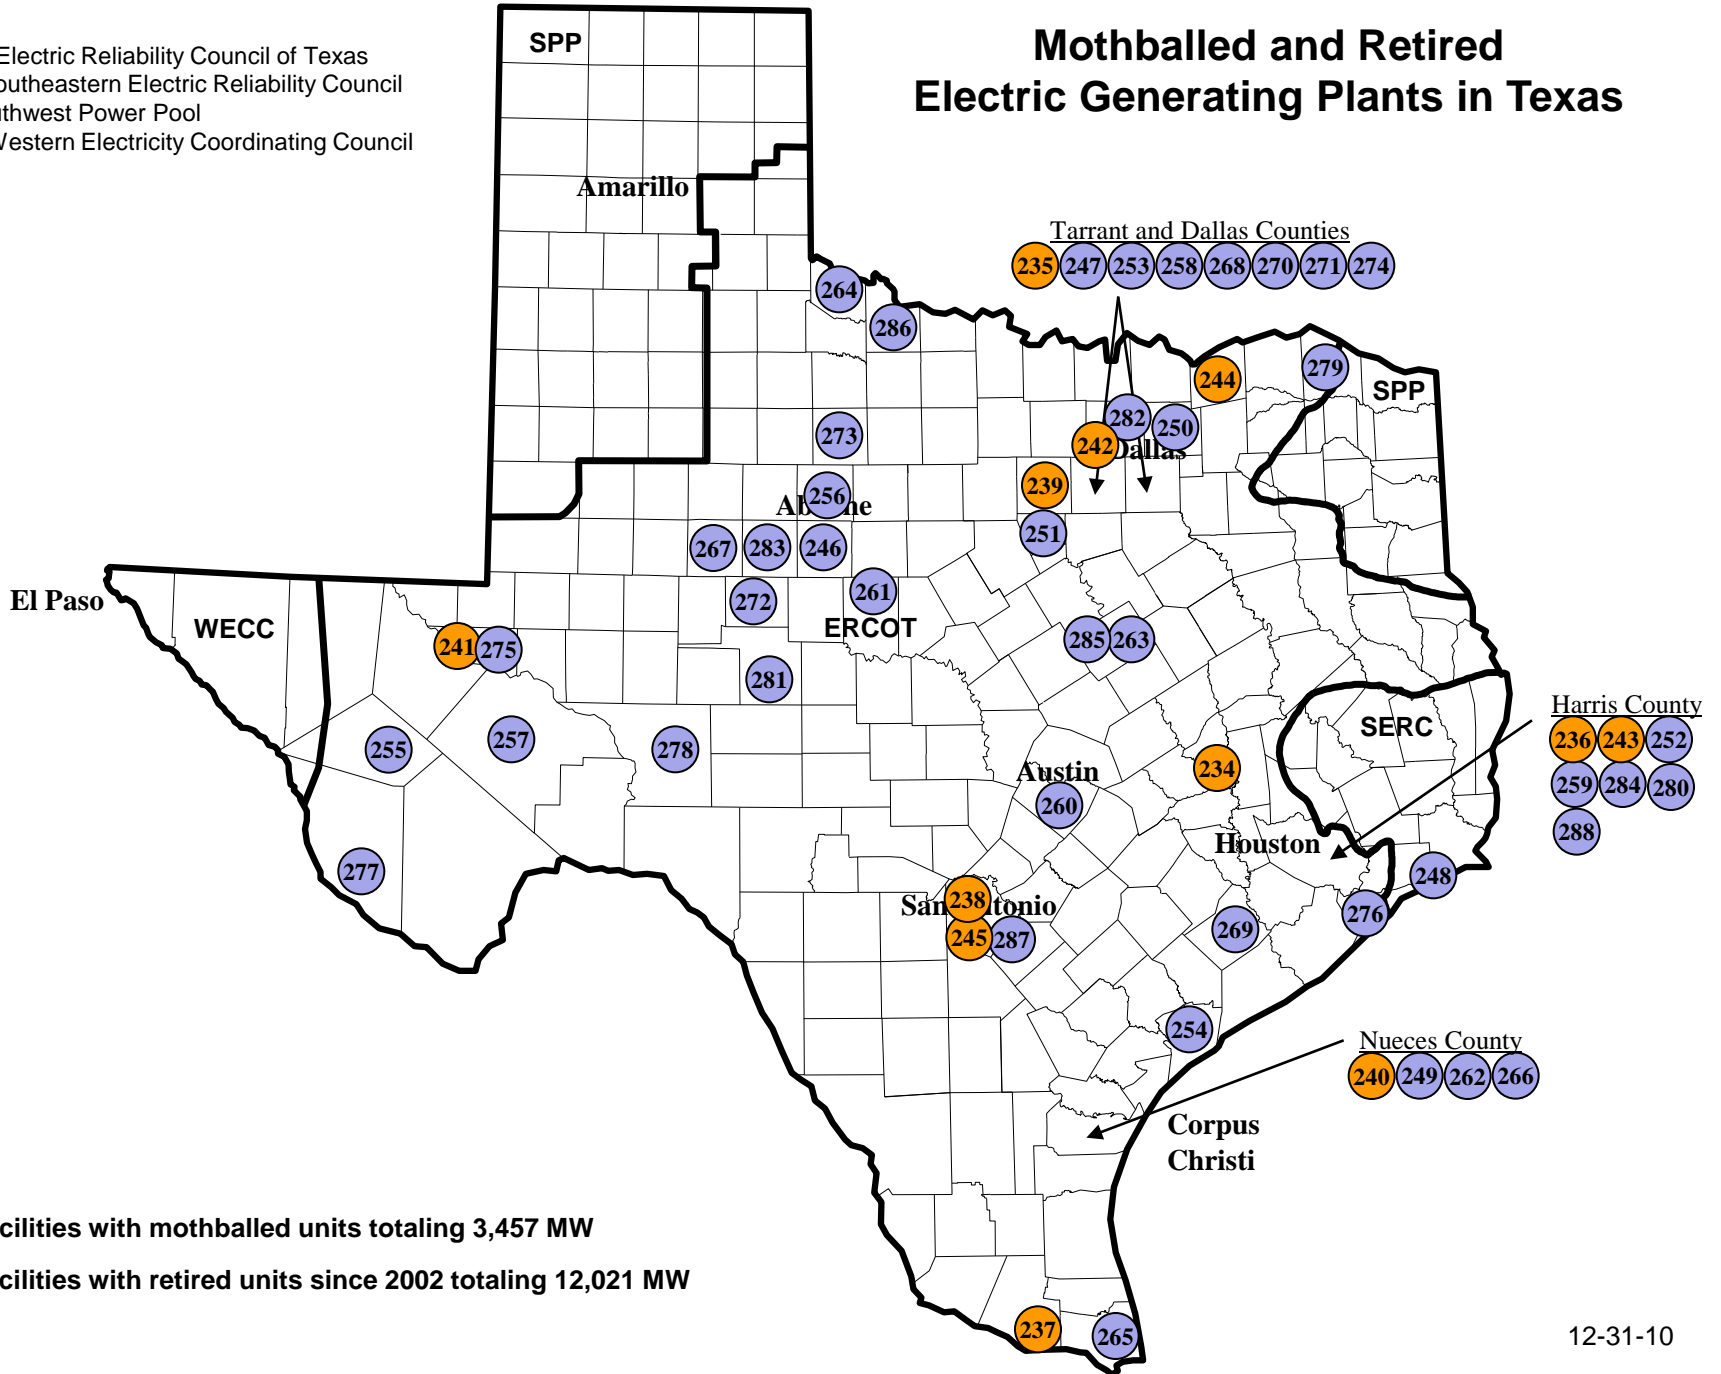 Mothballed and Retired
Electric Generating Plants in Texas
Electric Reliability Council of Texas
outheastern Electric Reliability Council
uthwest Power Pool
Western Electricity Coordinating Council
SPP
Amarillo
Tarrant and Dallas Counties
235 247 253 258 268 270 271 274
264
286
244
279
SPP
273
282
250
242
Dallas
239
256
251
267 283 246
El Paso
272
261
WECC
ERCOT
241 275
285 263
281
Harris County
236 243 252
259 284 280
288
SERC
255
257
278
234
Austin
260
Houston
277
248
238
San
tonio
276
245 287
269
254
Nueces County
240 249 262 266
Corpus
Christi
cilities with mothballed units totaling 3,457 MW
cilities with retired units since 2002 totaling 12,021 MW
237
265
12-31-10